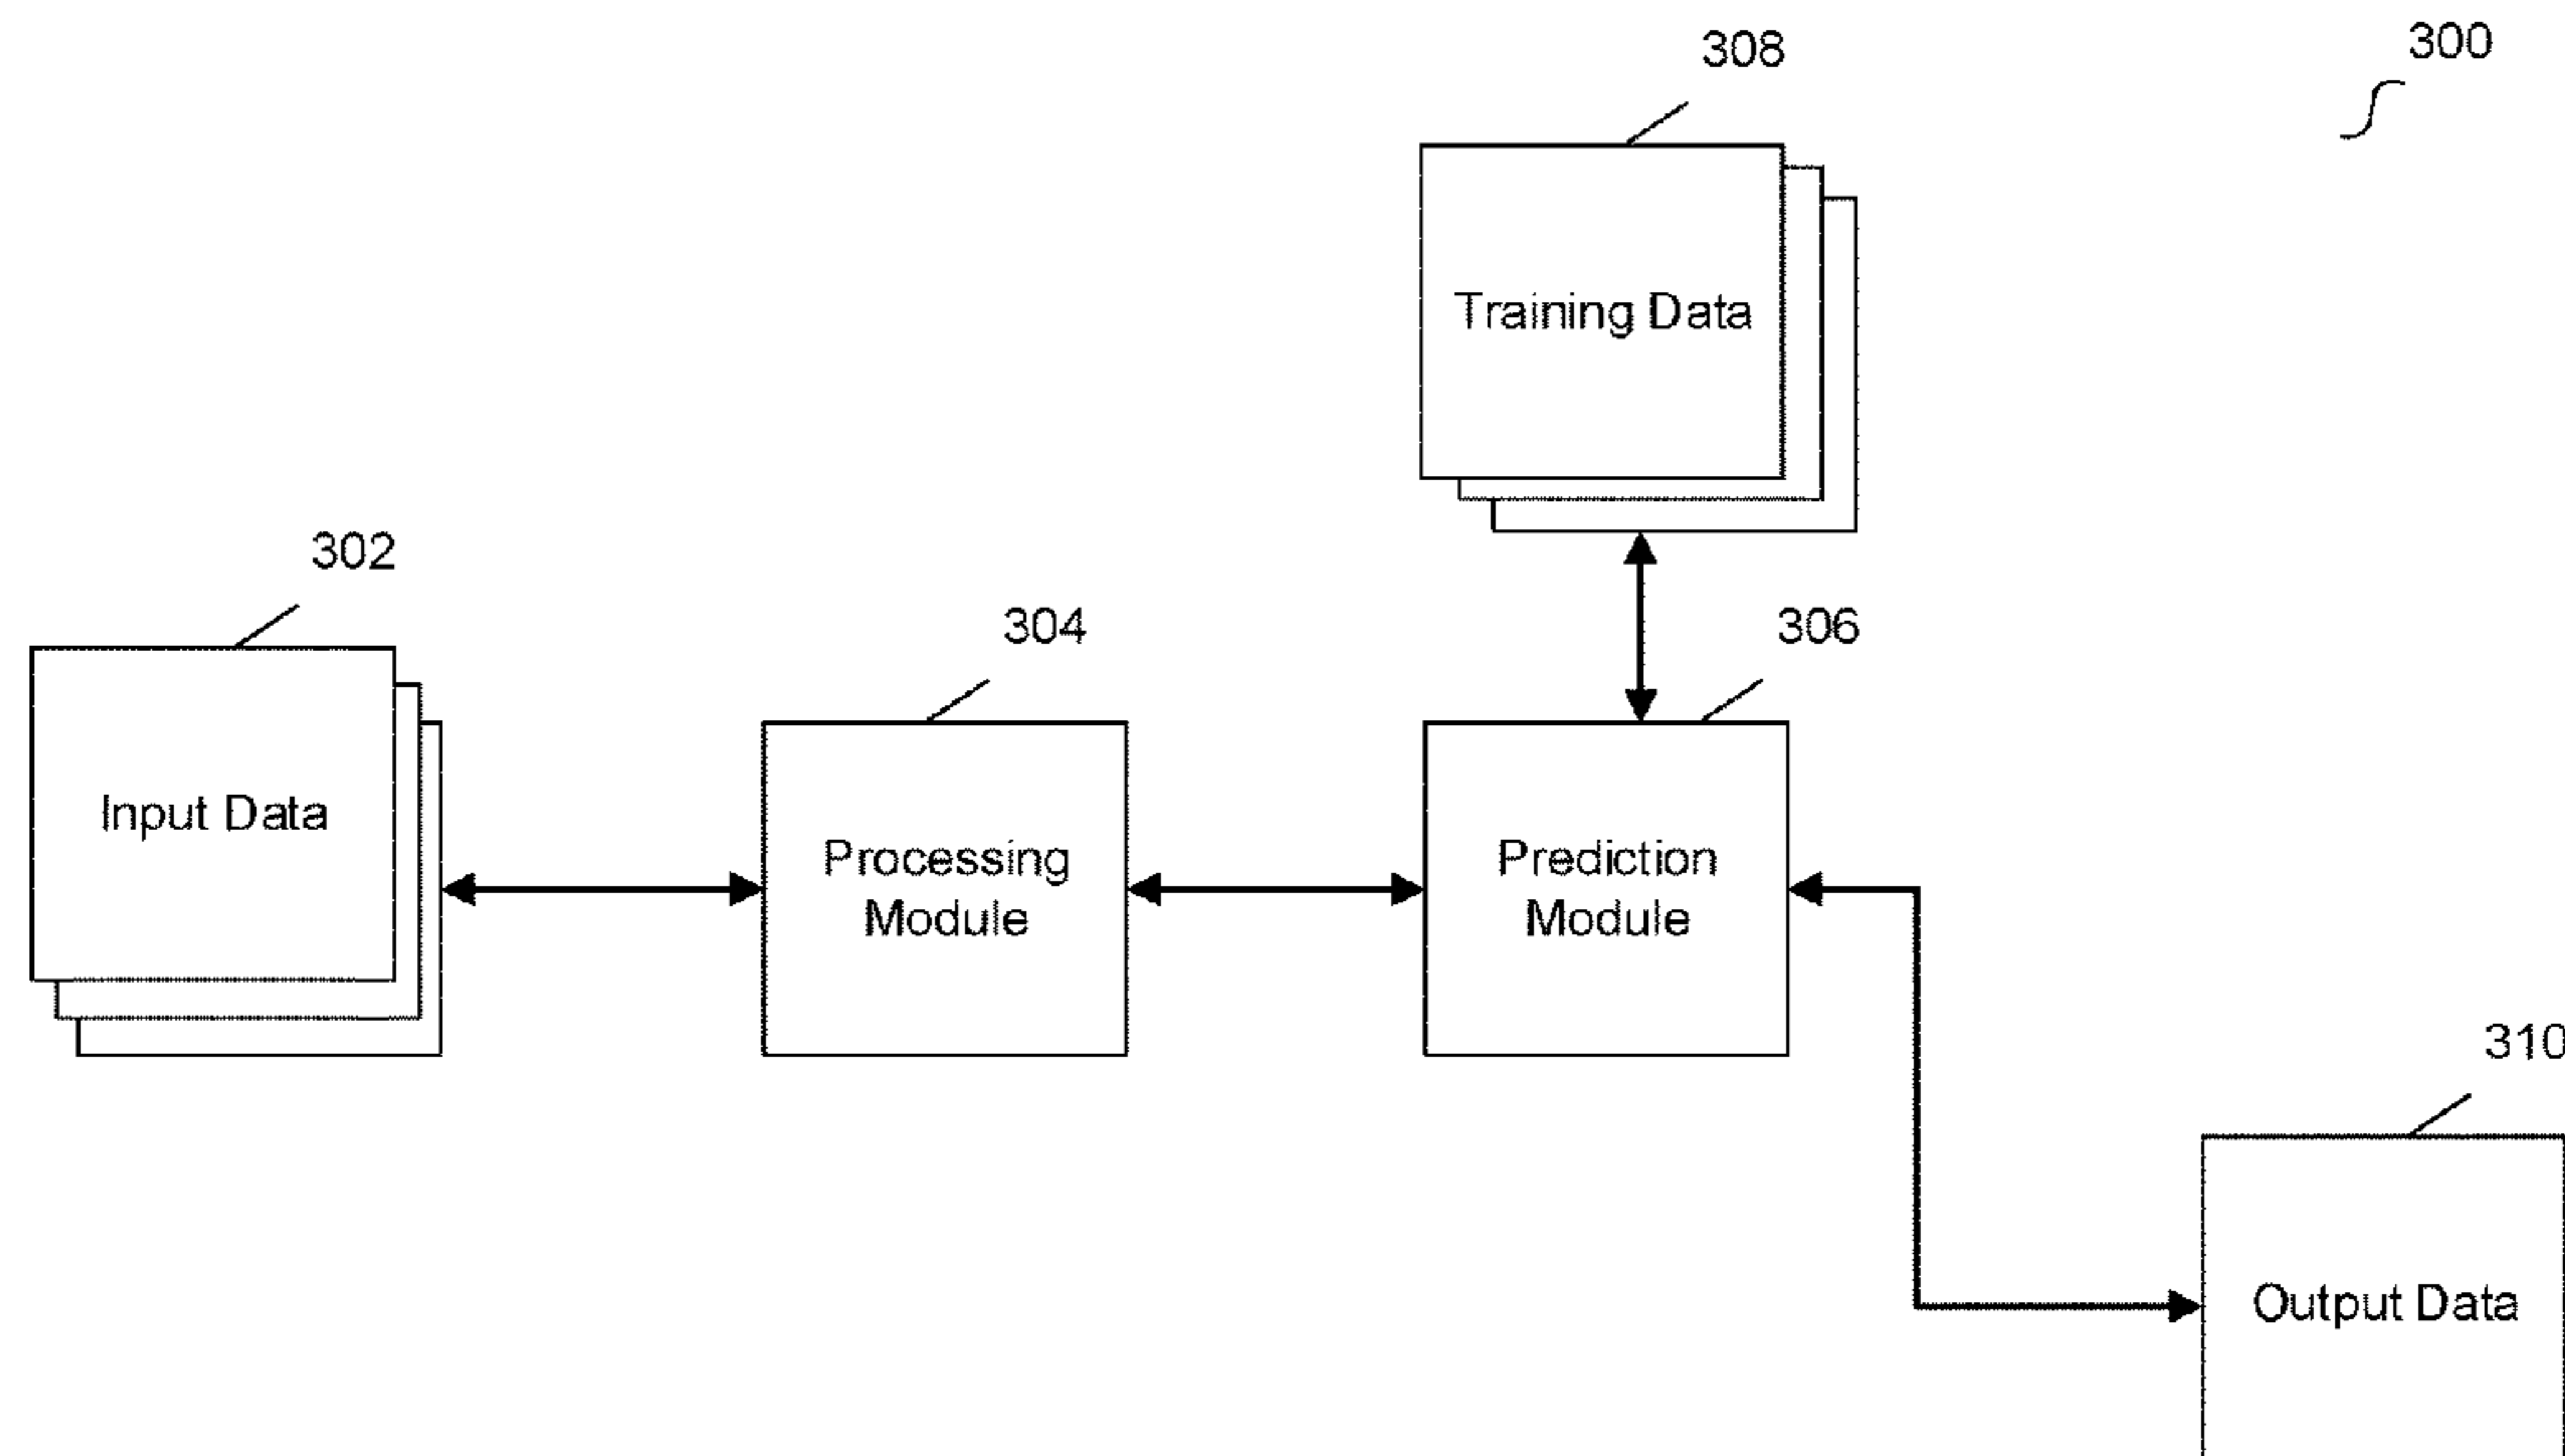 300
308
Training Data
302
304
306
Input Data
Processing
Module
Prediction
Module
310
Output Data